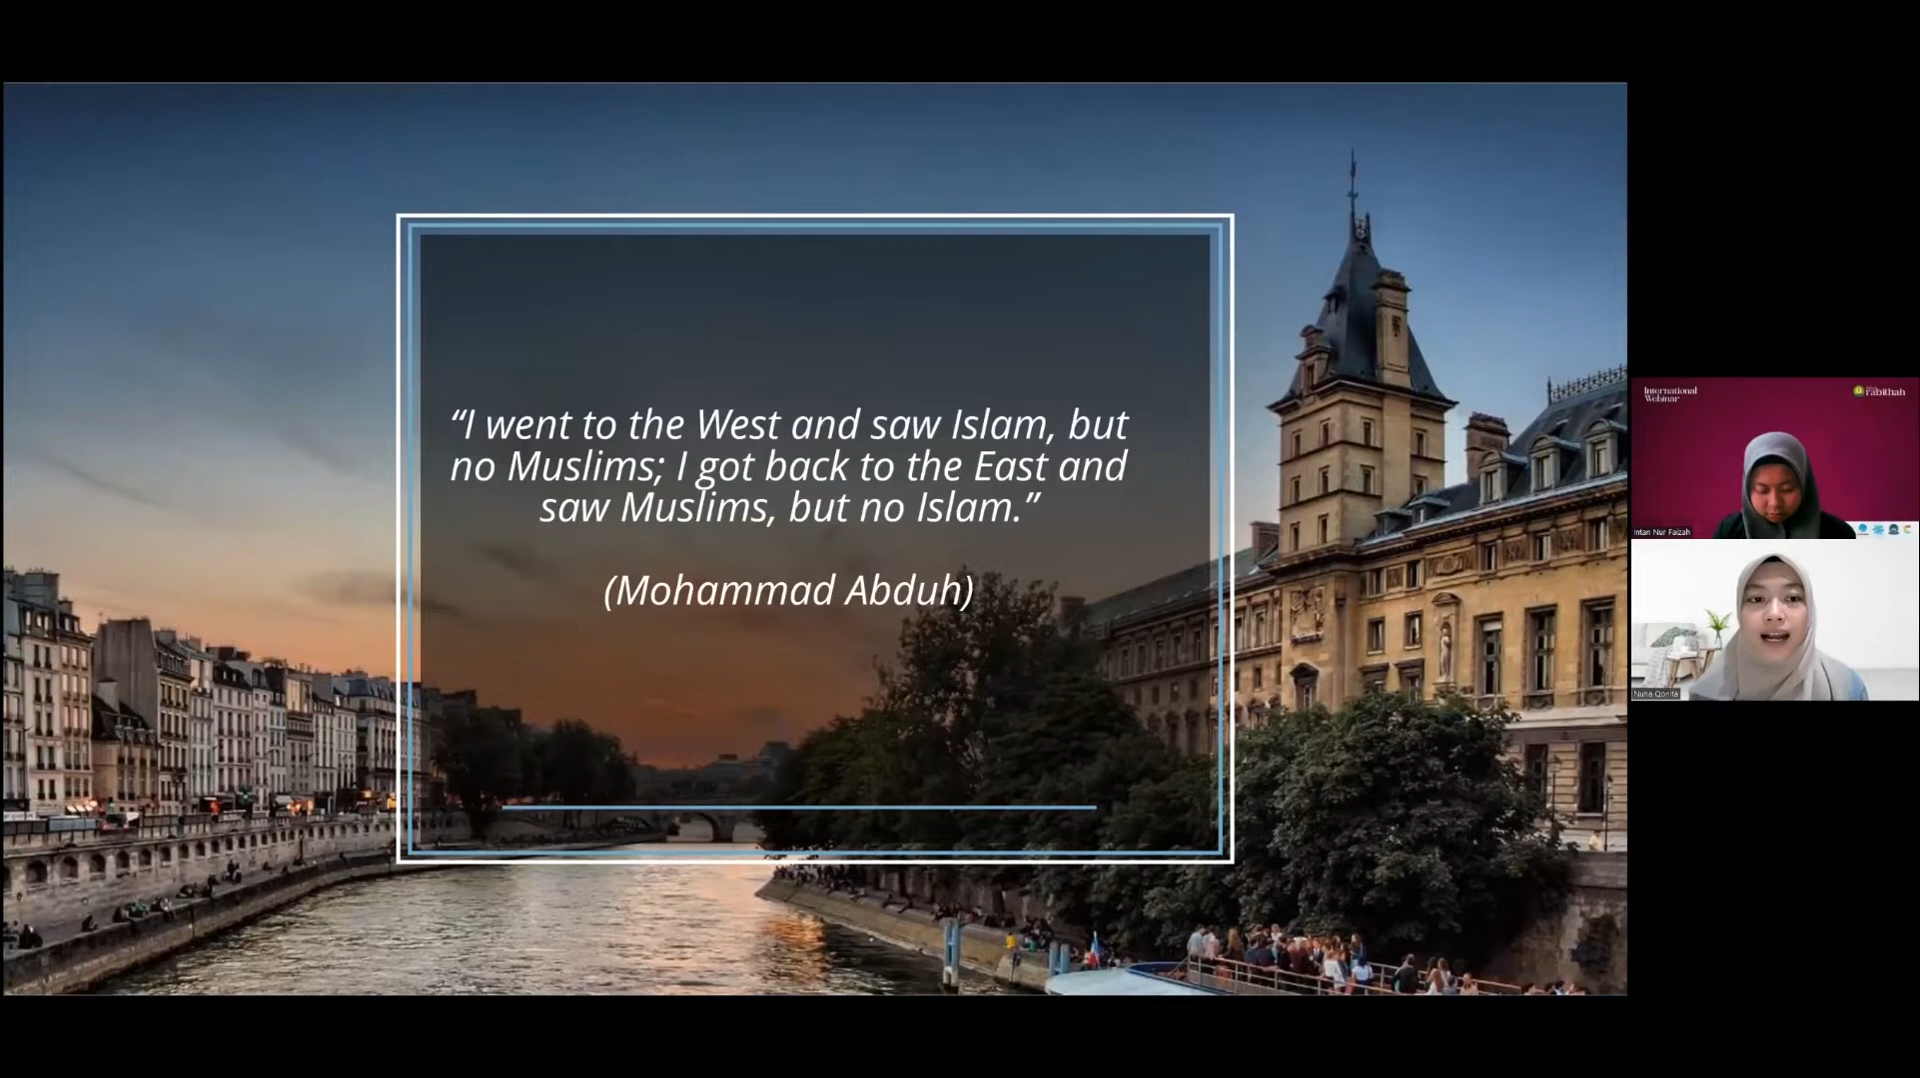 “I went to the West and saw Islam, but
no Muslims; I got back to the East and
saw Muslims, but no Islam.”
(Mohammad Abduh)
International
Webinar
rabithah
Intan Nur Faizah
Nuha Qonita